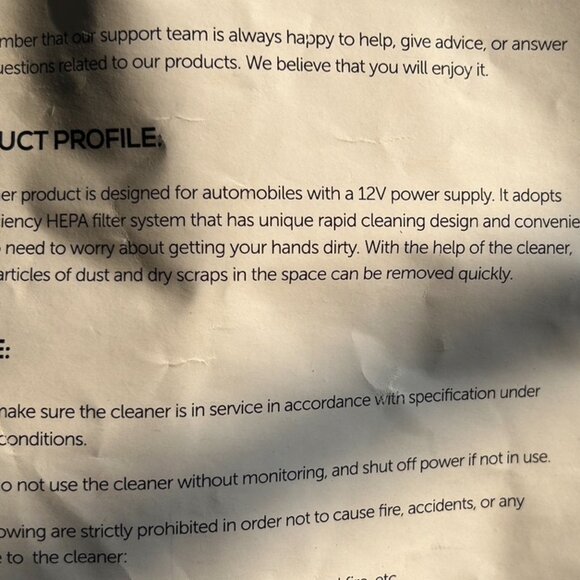 mber that our support team is always happy to help, give advice, or answer
uestions related to our products. We believe that you will enjoy it.
UCT PROFILE:
er product is designed for automobiles with a 12V power supply. It adopts
iency HEPA filter system that has unique rapid cleaning design and convenie
need to worry about getting your hands dirty. With the help of the cleaner,
articles of dust and dry scraps in the space can be removed quickly.
E:
make sure the cleaner is in service in accordance with specification under
conditions.
o not use the cleaner without monitoring, and shut off power if not in use.
owing are strictly prohibited in order not to cause fire, accidents, or any
e to the cleaner:
etc